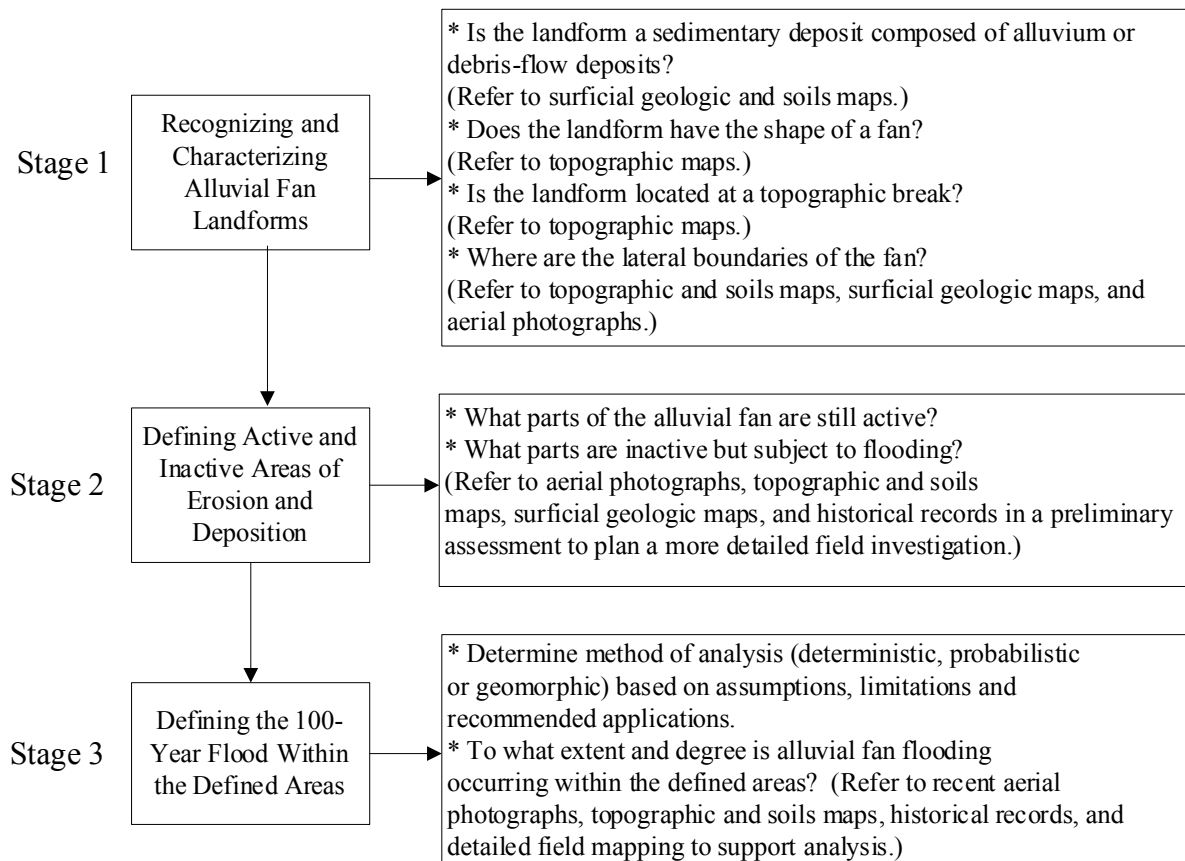 Stage 1
Recognizing and
Characterizing
Alluvial Fan
Landforms
* Is the landform a sedimentary deposit composed of alluvium or
debris-flow deposits?
(Refer to surficial geologic and soils maps.)
* Does the landform have the shape of a fan?
(Refer to topographic maps.)
* Is the landform located at a topographic break?
(Refer to topographic maps.)
* Where are the lateral boundaries of the fan?
(Refer to topographic and soils maps, surficial geologic maps, and
aerial photographs.)
Stage 2
Defining Active and
Inactive Areas of
Erosion and
Deposition
* What parts of the alluvial fan are still active?
* What parts are inactive but subject to flooding?
(Refer to aerial photographs, topographic and soils
maps, surficial geologic maps, and historical records in a preliminary
assessment to plan a more detailed field investigation.)
Stage 3
Defining the 100-
Year Flood Within
the Defined Areas
* Determine method of analysis (deterministic, probabilistic
or geomorphic) based on assumptions, limitations and
recommended applications.
* To what extent and degree is alluvial fan flooding
occurring within the defined areas?  (Refer to recent aerial
photographs, topographic and soils maps, historical records, and
detailed field mapping to support analysis.)